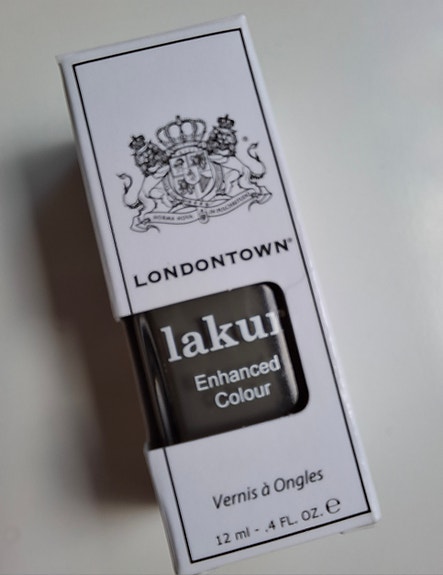 LONDONTOWN®
lakur
Enhanced
Colour
Vernis à Ongles
12 ml - .4 FL. OZ. ℮